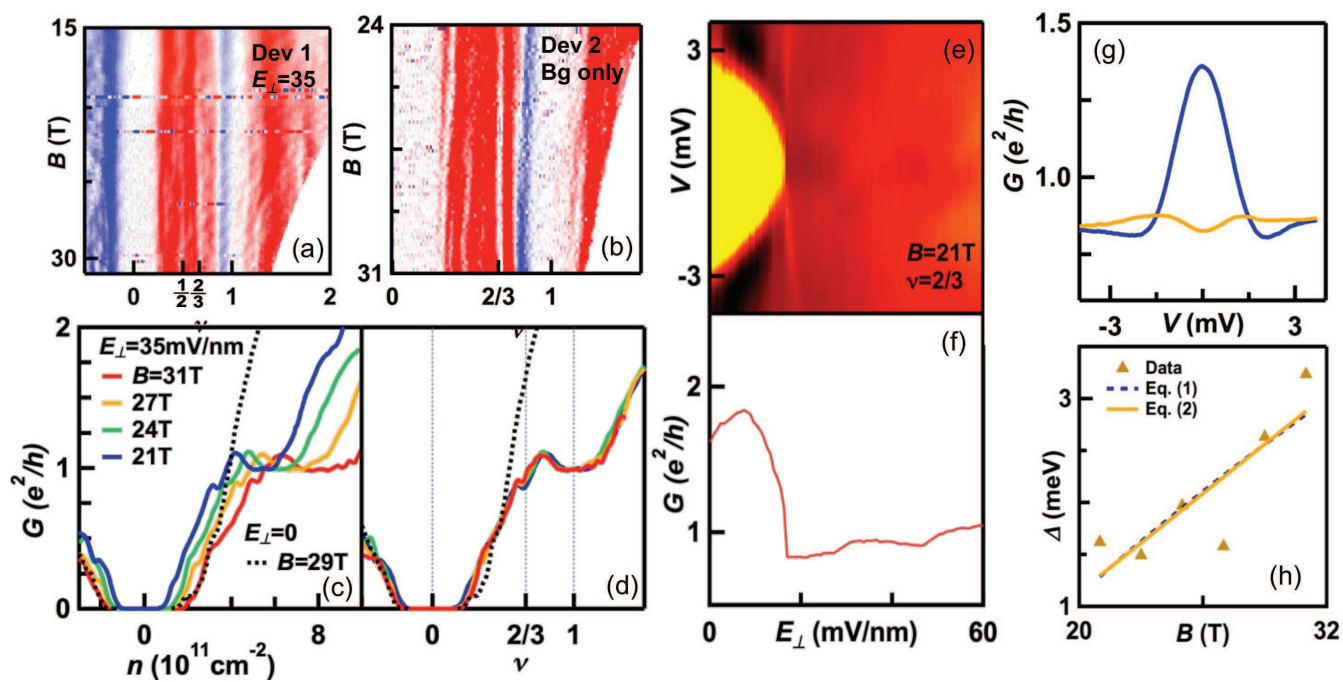 15
Dev 1
E⊥=35
B (T)
30
(a)
0
1/2
2/3
1
2
ν
24
Dev 2
Bg only
B (T)
31
(b)
0
2/3
1
ν
2
E⊥=35mV/nm
B=31T
27T
24T
21T
1
G (e²/h)
E⊥=0
B=29T
0
(c)
0
8
n (10¹¹cm⁻²)
(d)
0
2/3
1
ν
3
(e)
V (mV)
-3
B=21T
ν=2/3
(f)
2
G (e²/h)
1
0
E⊥ (mV/nm)
60
1.5
(g)
G (e²/h)
1.0
-3
V (mV)
3
Data
Eq. (1)
Eq. (2)
3
Δ (meV)
1
(h)
20
B (T)
32